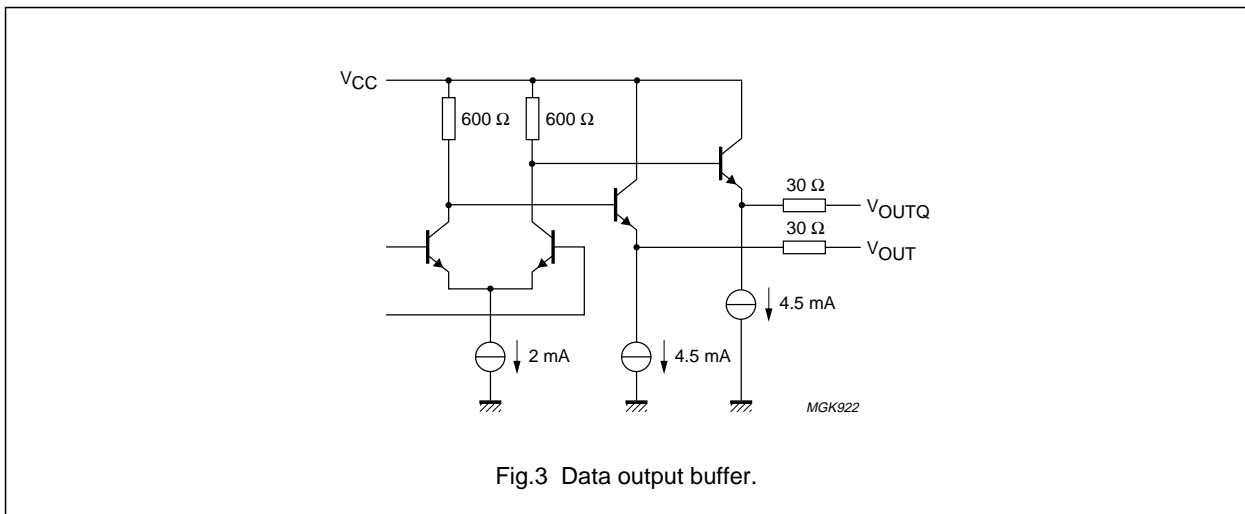 VCC
600 Ω 600 Ω
30 Ω
VOUTQ
30 Ω
VOUT
4.5 mA
2 mA 4.5 mA
MGK922
Fig.3 Data output buffer.